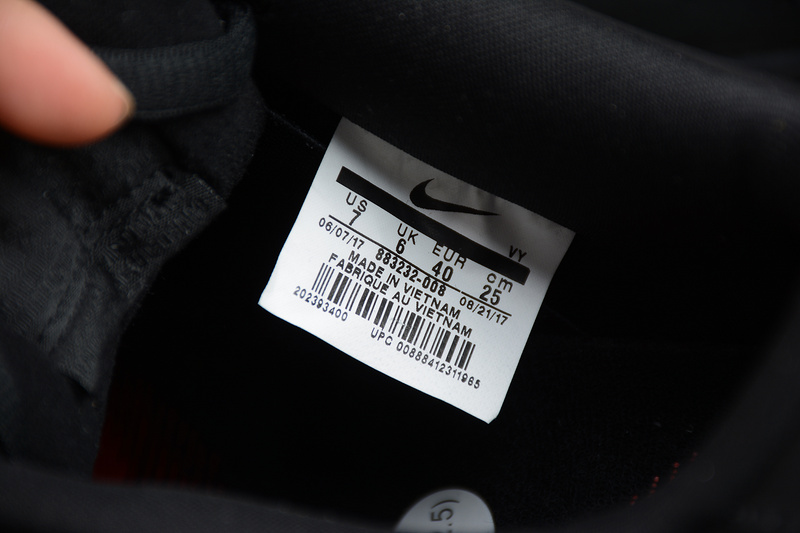 VY
US UK EUR cm
7 6 40 25
06/07/17 883232-008 08/21/17
MADE IN VIETNAM
FABRIQUE AU VIETNAM
202393400 UPC 00888412311965
.5)